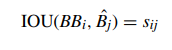 IOU(BB_i, \hat{B}_j) = s_{ij}